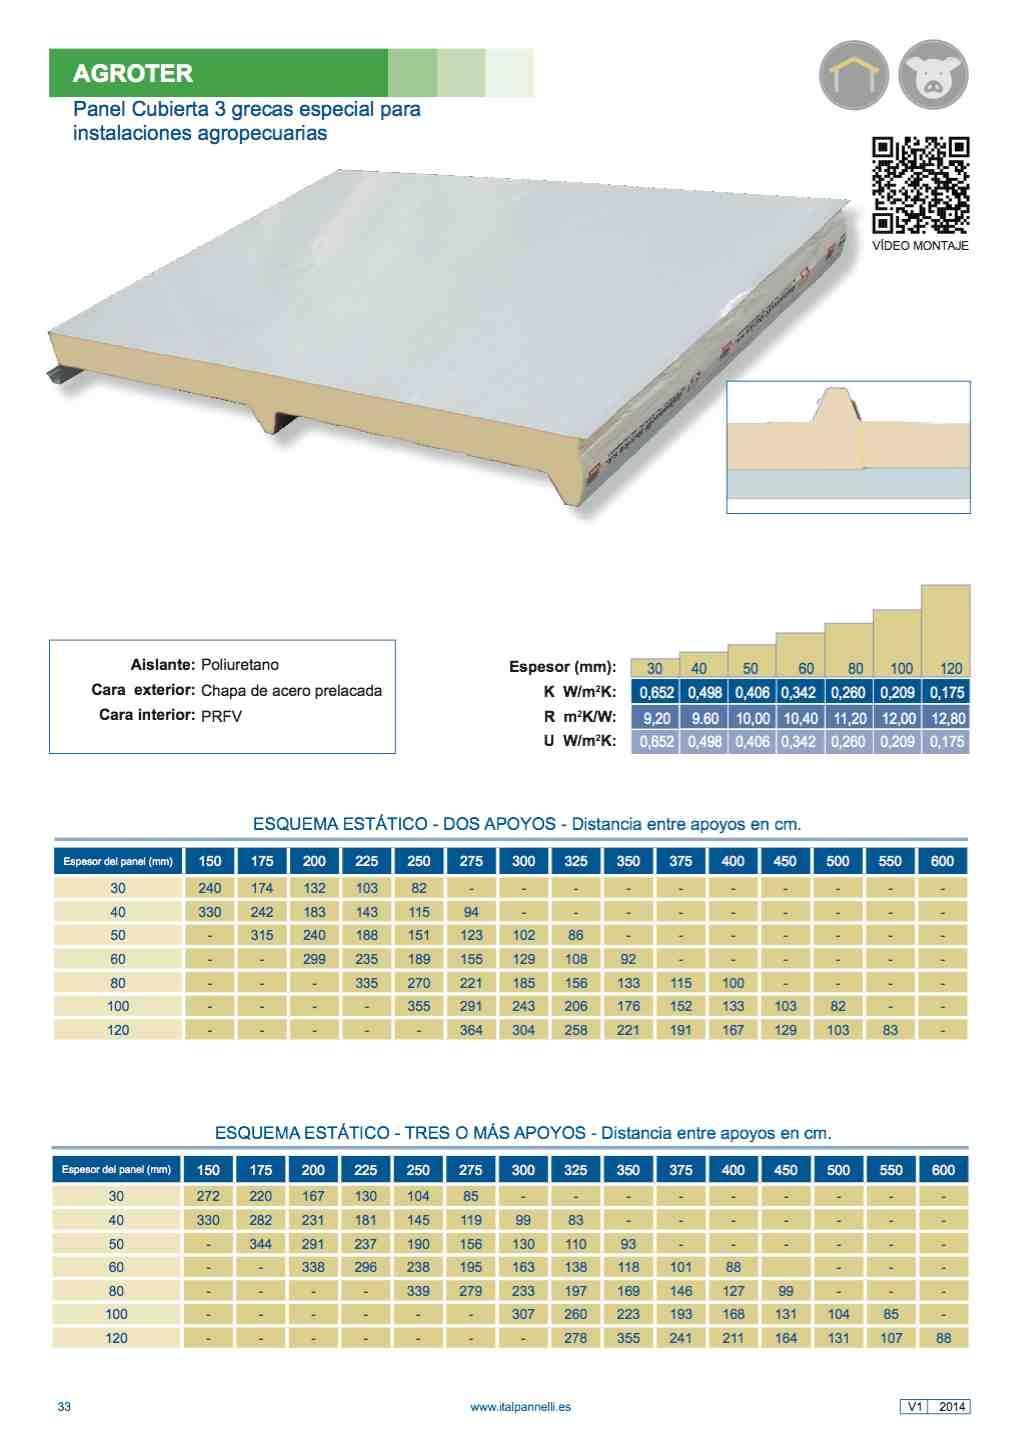 AGROTER
Panel Cubierta 3 grecas especial para
instalaciones agropecuarias
VÍDEO MONTAJE
Aislante: Poliuretano
Cara exterior: Chapa de acero prelacada
Cara interior: PRFV
Espesor (mm): 30 40 50 60 80 100 120
K W/m²K: 0,652 0,498 0,406 0,342 0,260 0,209 0,175
R m²K/W: 9,20 9.60 10,00 10,40 11,20 12,00 12,80
U W/m²K: 0,652 0,498 0,406 0,342 0,260 0,209 0,175
ESQUEMA ESTÁTICO - DOS APOYOS - Distancia entre apoyos en cm.
Espesor del panel (mm) 150 175 200 225 250 275 300 325 350 375 400 450 500 550 600
30 240 174 132 103 82 - - - - - - - - - -
40 330 242 183 143 115 94 - - - - - - - - -
50 - 315 240 188 151 123 102 86 - - - - - - -
60 - - 299 235 189 155 129 108 92 - - - - - -
80 - - - 335 270 221 185 156 133 115 100 - - - -
100 - - - - 355 291 243 206 176 152 133 103 82 - -
120 - - - - - 364 304 258 221 191 167 129 103 83 -
ESQUEMA ESTÁTICO - TRES O MÁS APOYOS - Distancia entre apoyos en cm.
Espesor del panel (mm) 150 175 200 225 250 275 300 325 350 375 400 450 500 550 600
30 272 220 167 130 104 85 - - - - - - - - -
40 330 282 231 181 145 119 99 83 - - - - - - -
50 - 344 291 237 190 156 130 110 93 - - - - - -
60 - - 338 296 238 195 163 138 118 101 88 - - -
80 - - - - 339 279 233 197 169 146 127 99 - - -
100 - - - - - - 307 260 223 193 168 131 104 85 -
120 - - - - - - - 278 355 241 211 164 131 107 88
33
www.italpannelli.es
V1 2014